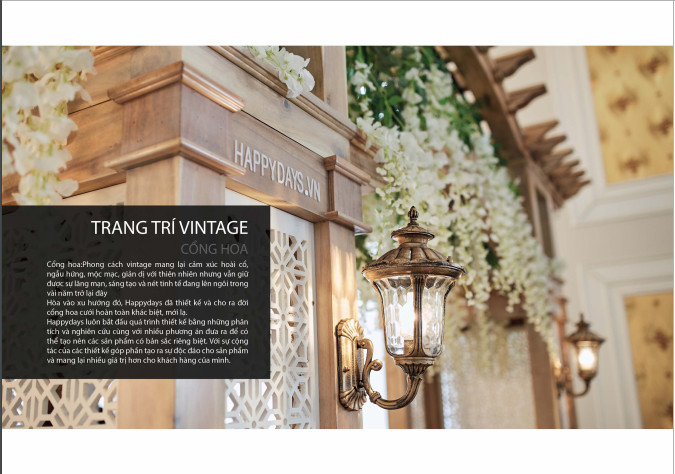 HAPPYDAYS.VN
TRANG TRÍ VINTAGE
CỔNG HOA
Cổng hoa:Phong cách vintage mang lại cảm xúc hoài cổ,
ngẫu hứng, mộc mạc, giản dị với thiên nhiên nhưng vẫn giữ
được sự lãng mạn, sáng tạo và nét tinh tế đang lên ngôi trong
vài năm trở lại đây
Hòa vào xu hướng đó, Happydays đã thiết kế và cho ra đời
cổng hoa cưới hoàn toàn khác biệt, mới lạ.
Happydays luôn bắt đầu quá trình thiết kế bằng những phân
tích và nghiên cứu cùng với nhiều phương án đưa ra để có
thể tạo nên các sản phẩm có bản sắc riêng biệt. Với sự cộng
tác của các thiết kế góp phần tạo ra sự độc đáo cho sản phẩm
và mang lại nhiều giá trị hơn cho khách hàng của mình.